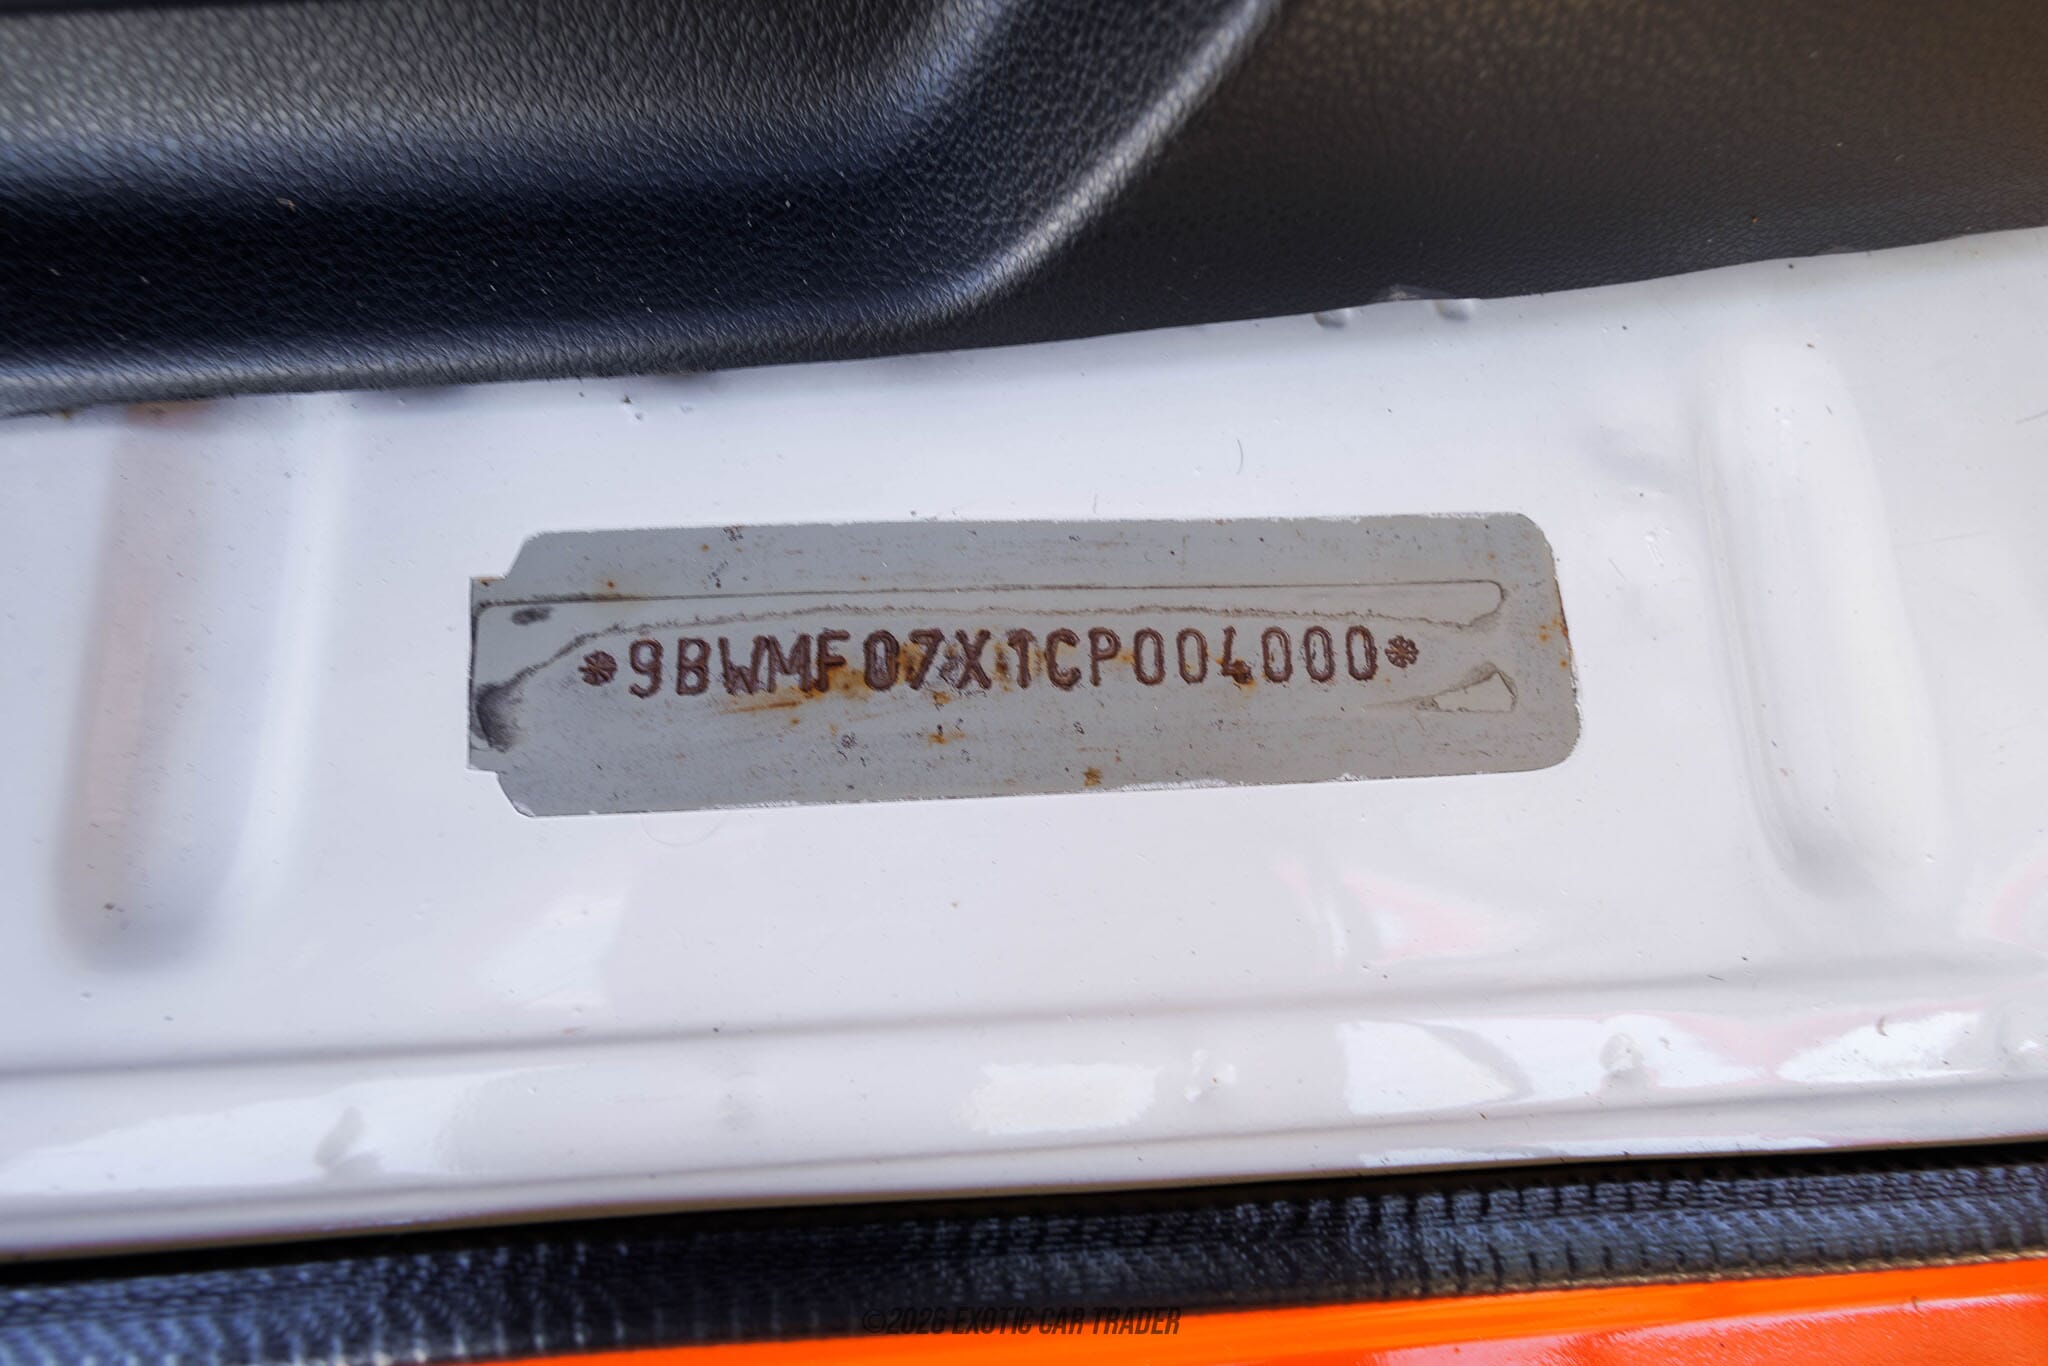 *9BWMF07X1CP004000*
©2026 EXOTIC CAR TRADER